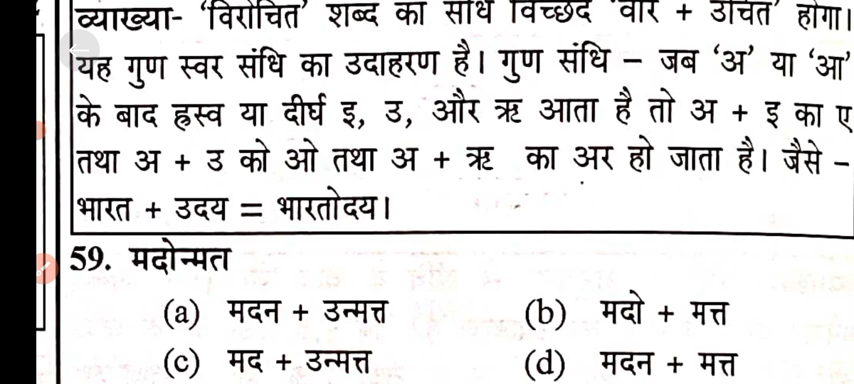 व्याख्या- 'विरोचित' शब्द का संधि विच्छेद 'वीर + उचित' होगा।
यह गुण स्वर संधि का उदाहरण है। गुण संधि – जब 'अ' या 'आ'
के बाद ह्रस्व या दीर्घ इ, उ, और ऋ आता है तो अ + इ का ए
तथा अ + उ को ओ तथा अ + ऋ का अर हो जाता है। जैसे –
भारत + उदय = भारतोदय।
59. मदोन्मत
(a) मदन + उन्मत्त (b) मदो + मत्त
(c) मद + उन्मत्त (d) मदन + मत्त